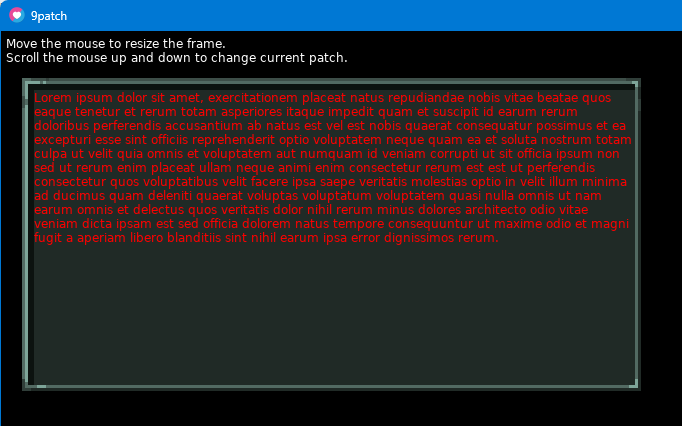 9patch
Move the mouse to resize the frame.
Scroll the mouse up and down to change current patch.
Lorem ipsum dolor sit amet, exercitationem placeat natus repudiandae nobis vitae beatae quos
eaque tenetur et rerum totam asperiores itaque impedit quam et suscipit id earum rerum
doloribus perferendis accusantium ab natus est vel est nobis quaerat consequatur possimus et ea
excepturi esse sint officiis reprehenderit optio voluptatem neque quam ea et soluta nostrum totam
culpa ut velit quia omnis et voluptatem aut numquam id veniam corrupti ut sit officia ipsum non
sed ut rerum enim placeat ullam neque animi enim consectetur rerum est est ut perferendis
consectetur quos voluptatibus velit facere ipsa saepe veritatis molestias optio in velit illum minima
ad ducimus quam deleniti quaerat voluptas voluptatum voluptatem quasi nulla omnis ut nam
earum omnis et delectus quos veritatis dolor nihil rerum minus dolores architecto odio vitae
veniam dicta ipsam est sed officia dolorem natus tempore consequuntur ut maxime odio et magni
fugit a aperiam libero blanditiis sint nihil earum ipsa error dignissimos rerum.